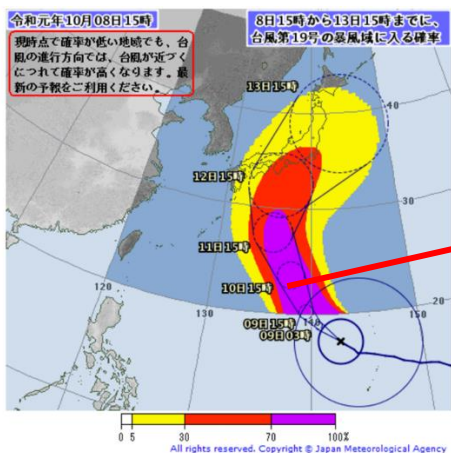 令和元年10月08日15時
8日15時から13日15時までに、
台風第19号の暴風域に入る確率
現時点で確率が低い地域でも、台
風の進行方向では、台風が近づく
につれて確率が高くなります。最
新の予報をご利用ください。
13日15時
40
12日15時
30
11日15時
120
10日15時
20
130
09日15時
140
150
09日03時
0 5 30 70 100%
All rights reserved. Copyright © Japan Meteorological Agency